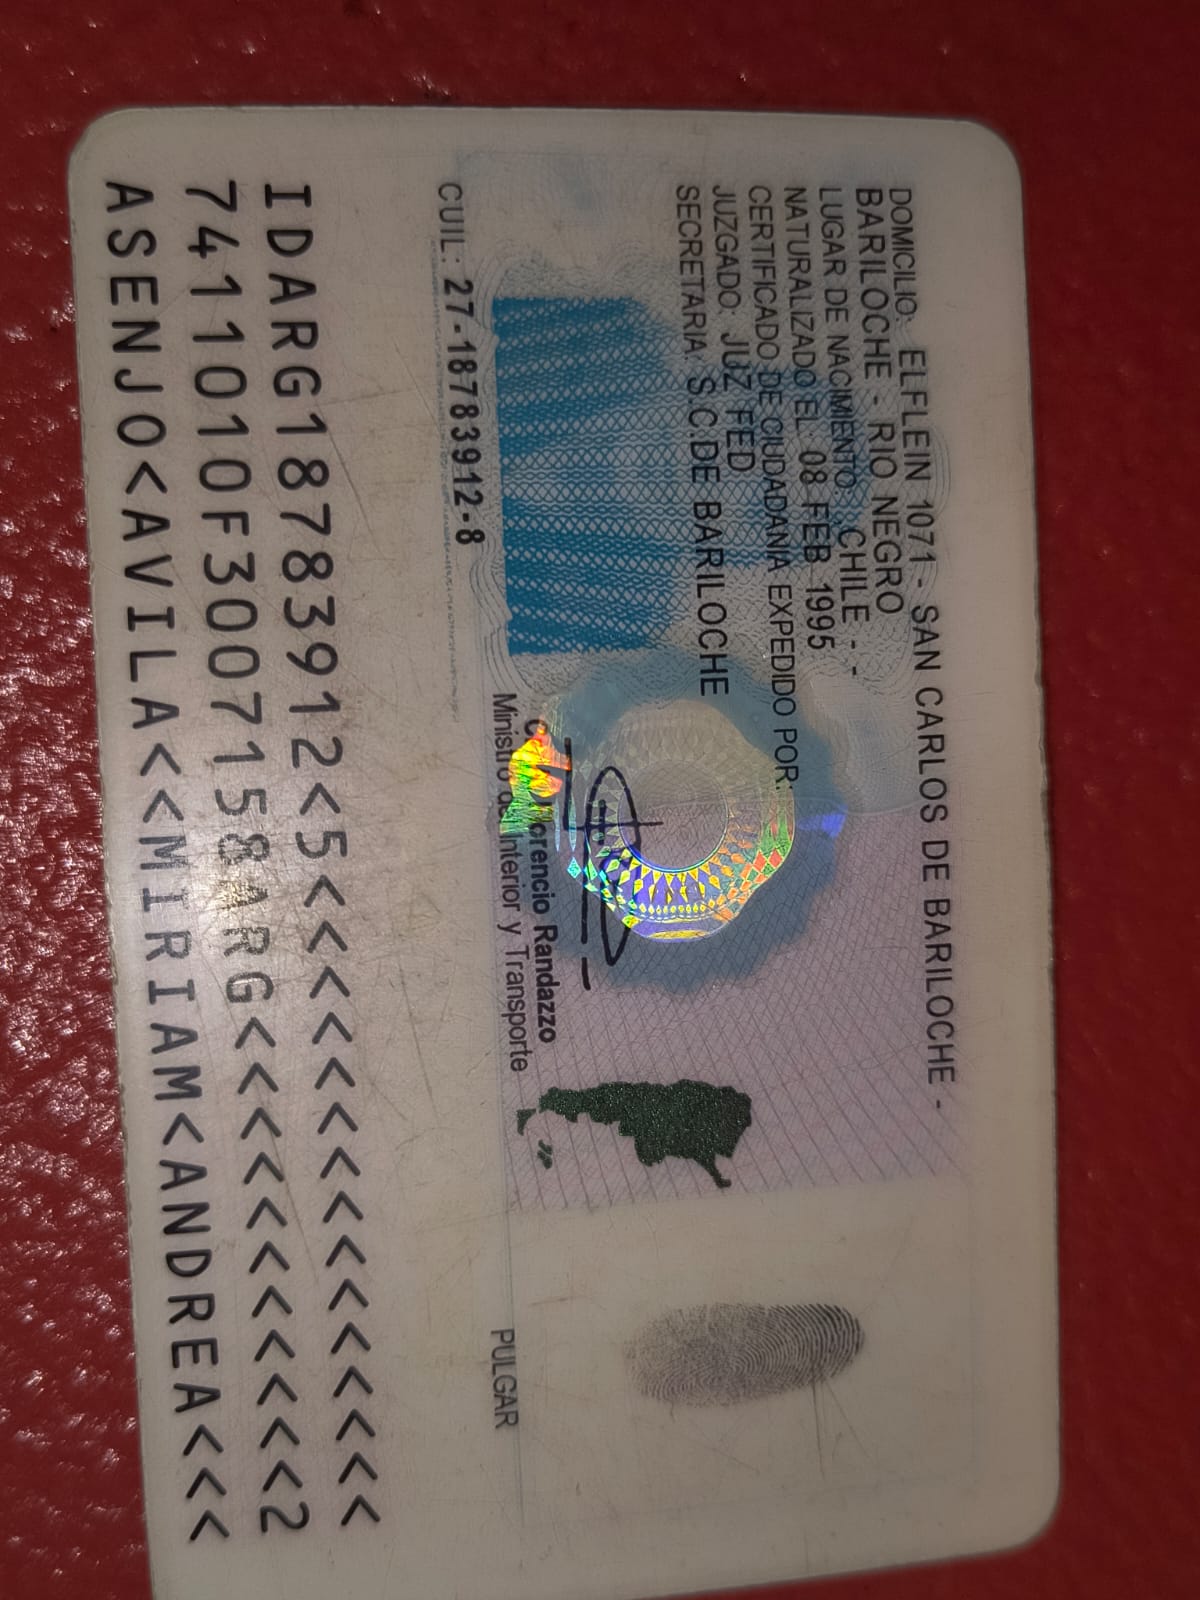 DOMICILIO: ELFLEIN 1071 - SAN CARLOS DE BARILOCHE -
BARILOCHE - RIO NEGRO
LUGAR DE NACIMIENTO: CHILE - -
NATURALIZADO EL: 08 FEB 1995
CERTIFICADO DE CIUDADANIA EXPEDIDO POR:
JUZGADO: JUZ FED
SECRETARIA: S.C.DE BARILOCHE
Randazzo
Ministro del Interior y Transporte
CUIL: 27-18783912-8
PULGAR
IDARG18783912<5<<<<<<<<<<<<<<<
7411010F3007158ARG<<<<<<<<<<<2
ASENJO<AVILA<<MIRIAM<ANDREA<<<